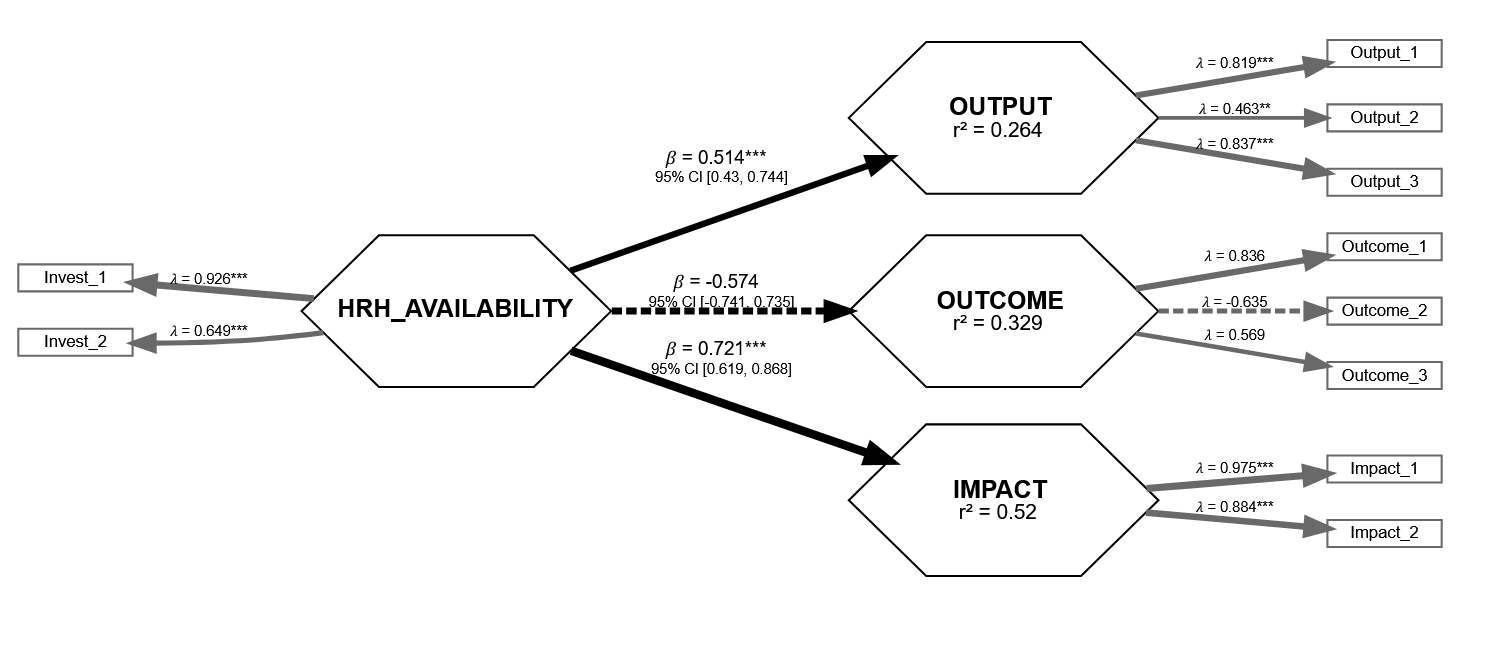 Invest_1
Invest_2
λ = 0.926***
λ = 0.649***
HRH_AVAILABILITY
β = 0.514***
95% CI [0.43, 0.744]
β = -0.574
95% CI [-0.741, 0.735]
β = 0.721***
95% CI [0.619, 0.868]
OUTPUT
r² = 0.264
λ = 0.819***
λ = 0.463**
λ = 0.837***
Output_1
Output_2
Output_3
OUTCOME
r² = 0.329
λ = 0.836
λ = -0.635
λ = 0.569
Outcome_1
Outcome_2
Outcome_3
IMPACT
r² = 0.52
λ = 0.975***
λ = 0.884***
Impact_1
Impact_2